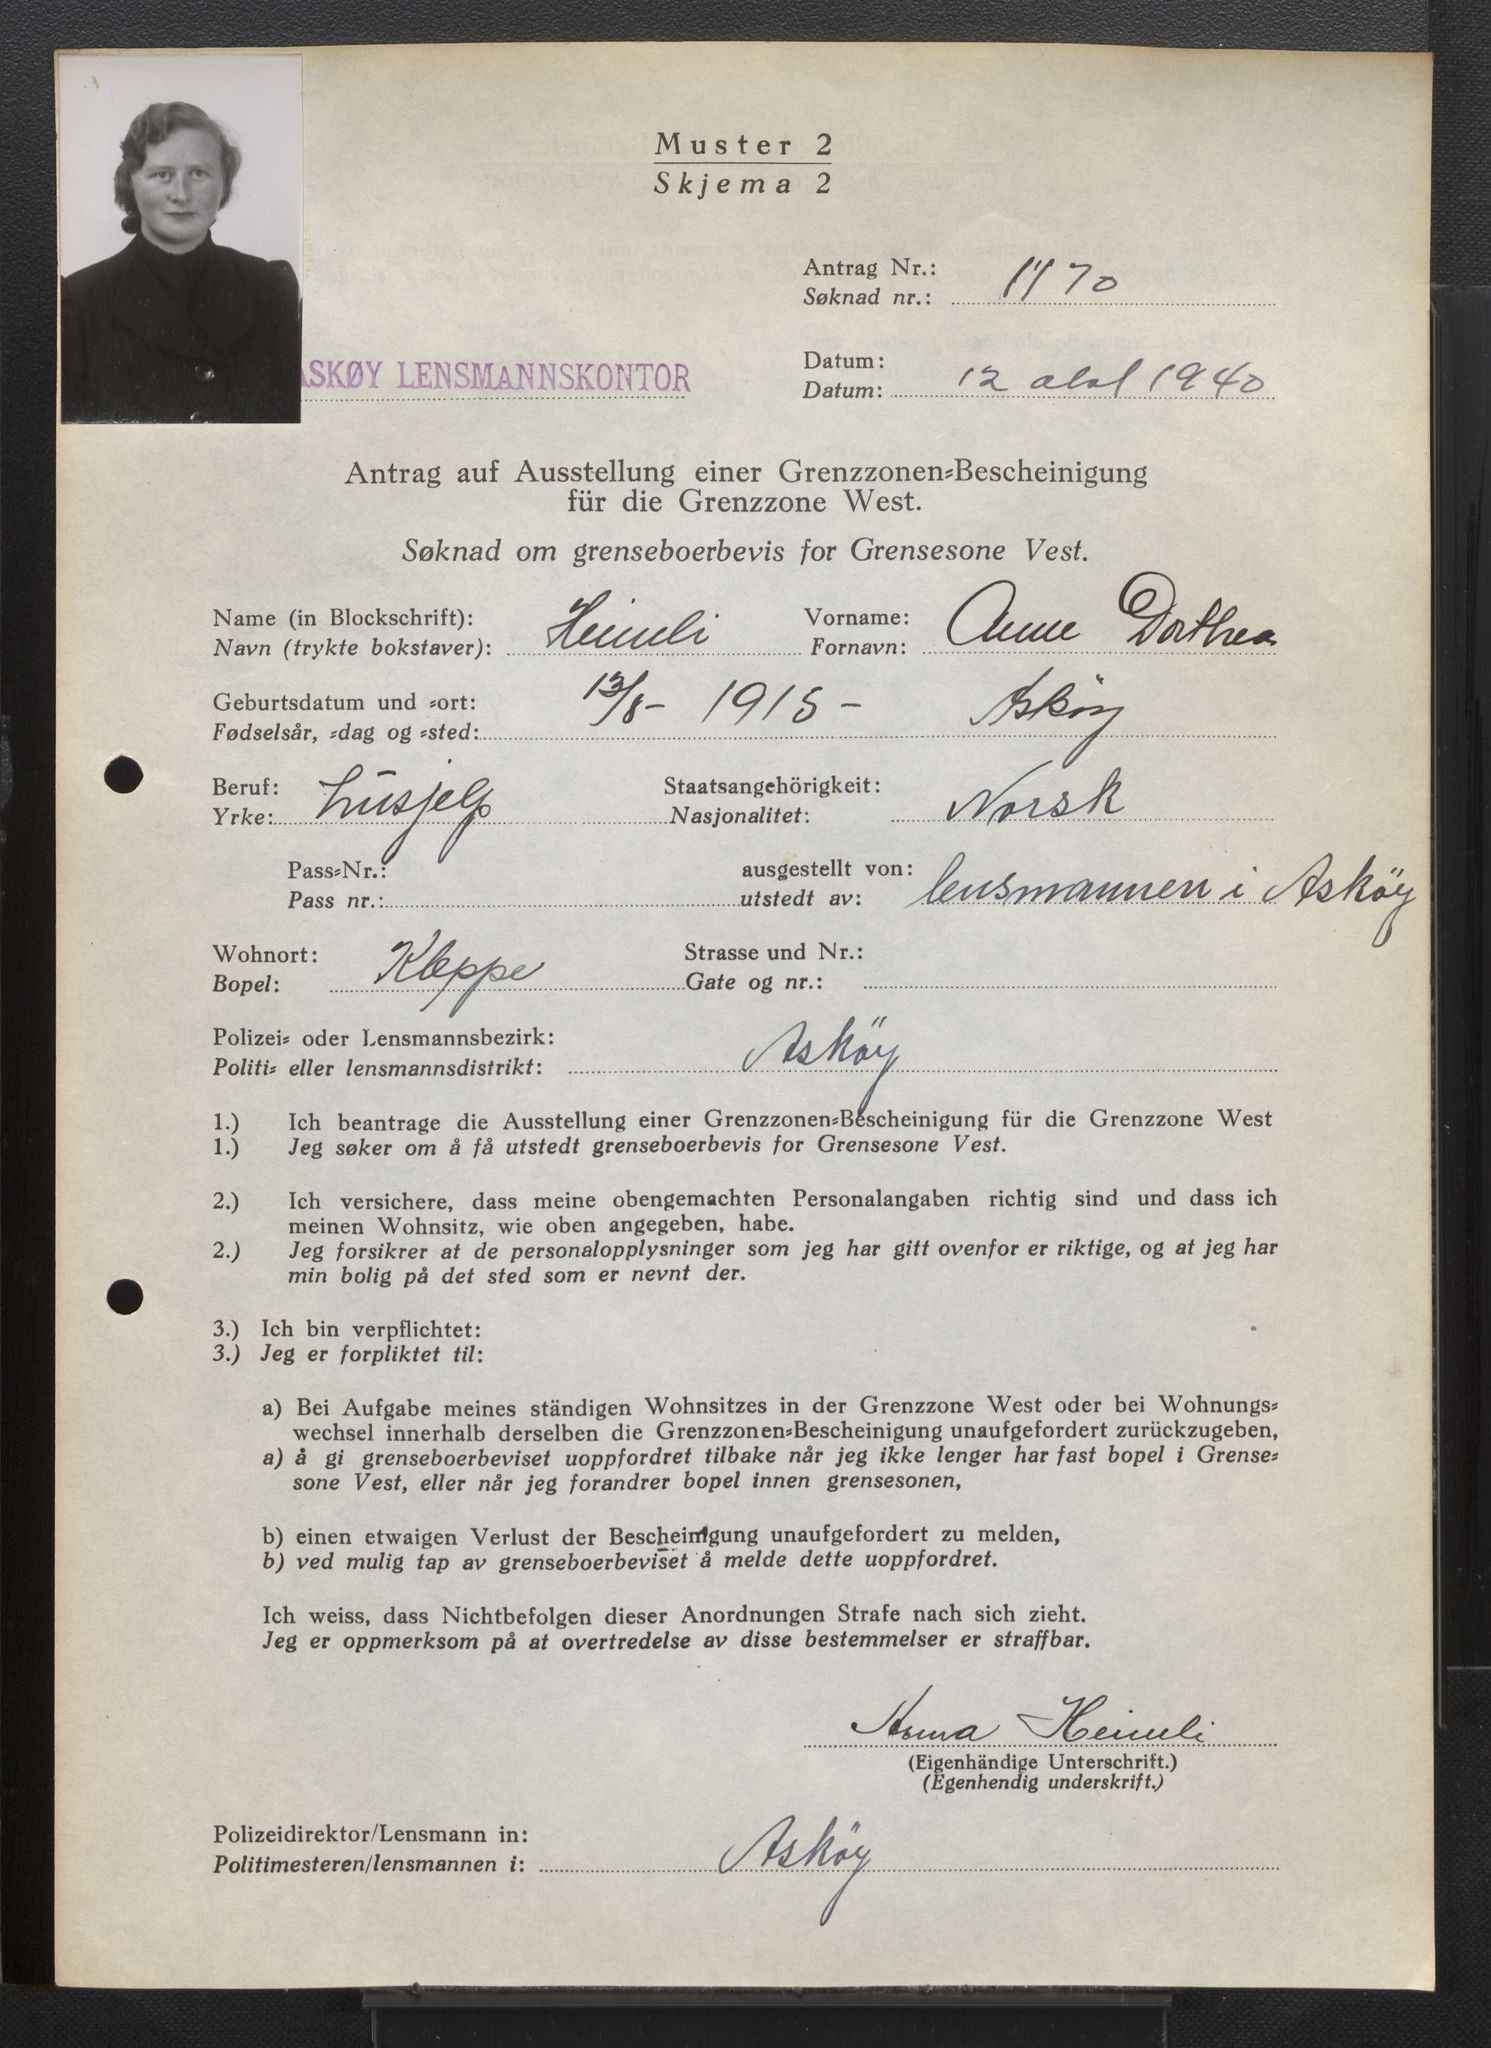 Muster 2
Skjema 2
Antrag Nr.:
Søknad nr.: 1170
ASKØY LENSMANNSKONTOR
Datum:
Datum: 12 1940
Antrag auf Ausstellung einer Grenzzonen=Bescheinigung
für die Grenzzone West.
Søknad om grenseboerbevis for Grensesone Vest.
Name (in Blockschrift): Heimli Vorname: Anne Dorthea
Navn (trykte bokstaver): Fornavn:
Geburtsdatum und =ort: 13/8- 1915- Asköy
Fødselsår, =dag og =sted:
Beruf: Husjelp Staatsangehörigkeit: Norsk
Yrke: Nasjonalitet:
Pass=Nr.: ausgestellt von: lensmannen i Asköy
Pass nr.: utstedt av:
Wohnort: Kleppe Strasse und Nr.:
Bopel: Gate og nr.:
Polizei= oder Lensmannsbezirk: Asköy
Politi= eller lensmannsdistrikt:
1.) Ich beantrage die Ausstellung einer Grenzzonen=Bescheinigung für die Grenzzone West
1.) Jeg søker om å få utstedt grenseboerbevis for Grensesone Vest.
2.) Ich versichere, dass meine obengemachten Personalangaben richtig sind und dass ich
meinen Wohnsitz, wie oben angegeben, habe.
2.) Jeg forsikrer at de personalopplysninger som jeg har gitt ovenfor er riktige, og at jeg har
min bolig på det sted som er nevnt der.
3.) Ich bin verpflichtet:
3.) Jeg er forpliktet til:
a) Bei Aufgabe meines ständigen Wohnsitzes in der Grenzzone West oder bei Wohnungs=
wechsel innerhalb derselben die Grenzzonen=Bescheinigung unaufgefordert zurückzugeben,
a) å gi grenseboerbeviset uoppfordret tilbake når jeg ikke lenger har fast bopel i Grense=
sone Vest, eller når jeg forandrer bopel innen grensesonen,
b) einen etwaigen Verlust der Bescheinigung unaufgefordert zu melden,
b) ved mulig tap av grenseboerbeviset å melde dette uoppfordret.
Ich weiss, dass Nichtbefolgen dieser Anordnungen Strafe nach sich zieht.
Jeg er oppmerksom på at overtredelse av disse bestemmelser er straffbar.
Anna Heimli
(Eigenhändige Unterschrift.)
(Egenhendig underskrift.)
Polizeidirektor/Lensmann in: Asköy
Politimesteren/lensmannen i: